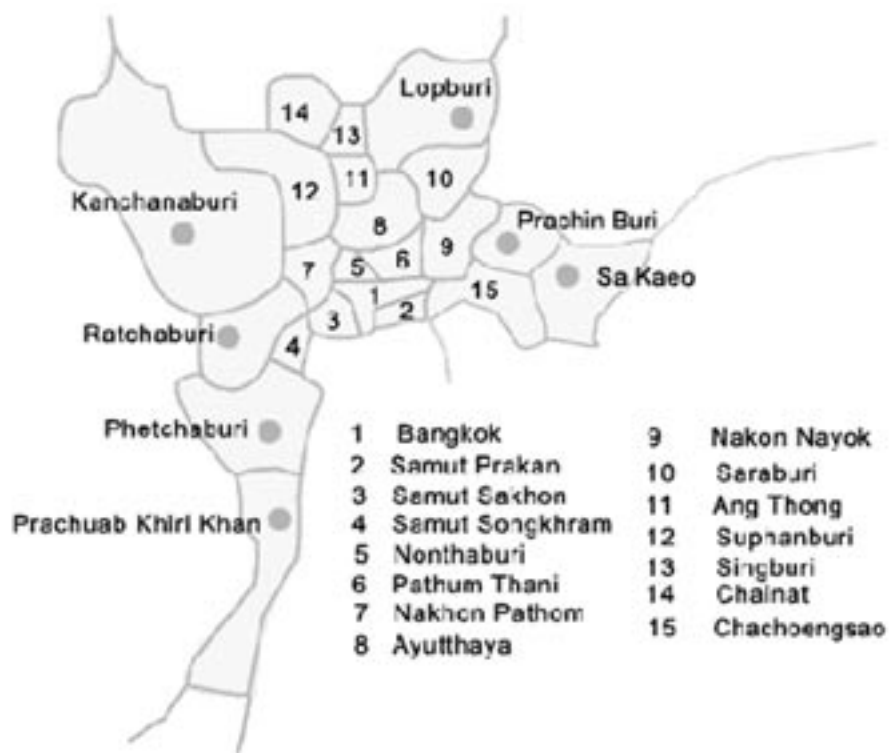 Lopburi
14
13
11
10
12
Kanchanaburi
8
Prachin Buri
9
6
5
7
Sa Kaeo
15
1
2
3
Ratchaburi
4
Phetchaburi
Prachuab Khiri Khan
1 Bangkok
2 Samut Prakan
3 Samut Sakhon
4 Samut Songkhram
5 Nonthaburi
6 Pathum Thani
7 Nakhon Pathom
8 Ayutthaya
9 Nakon Nayok
10 Saraburi
11 Ang Thong
12 Suphanburi
13 Singburi
14 Chainat
15 Chachoengsao